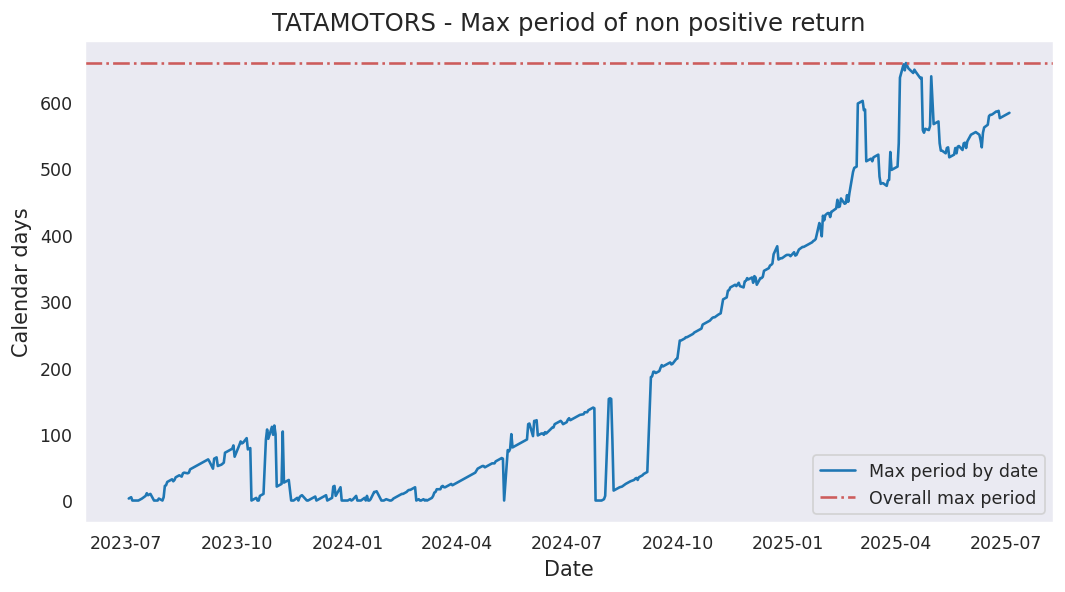 TATAMOTORS - Max period of non positive return
Calendar days
600
500
400
300
200
100
0
2023-07 2023-10 2024-01 2024-04 2024-07 2024-10 2025-01 2025-04 2025-07
Date
Max period by date
Overall max period